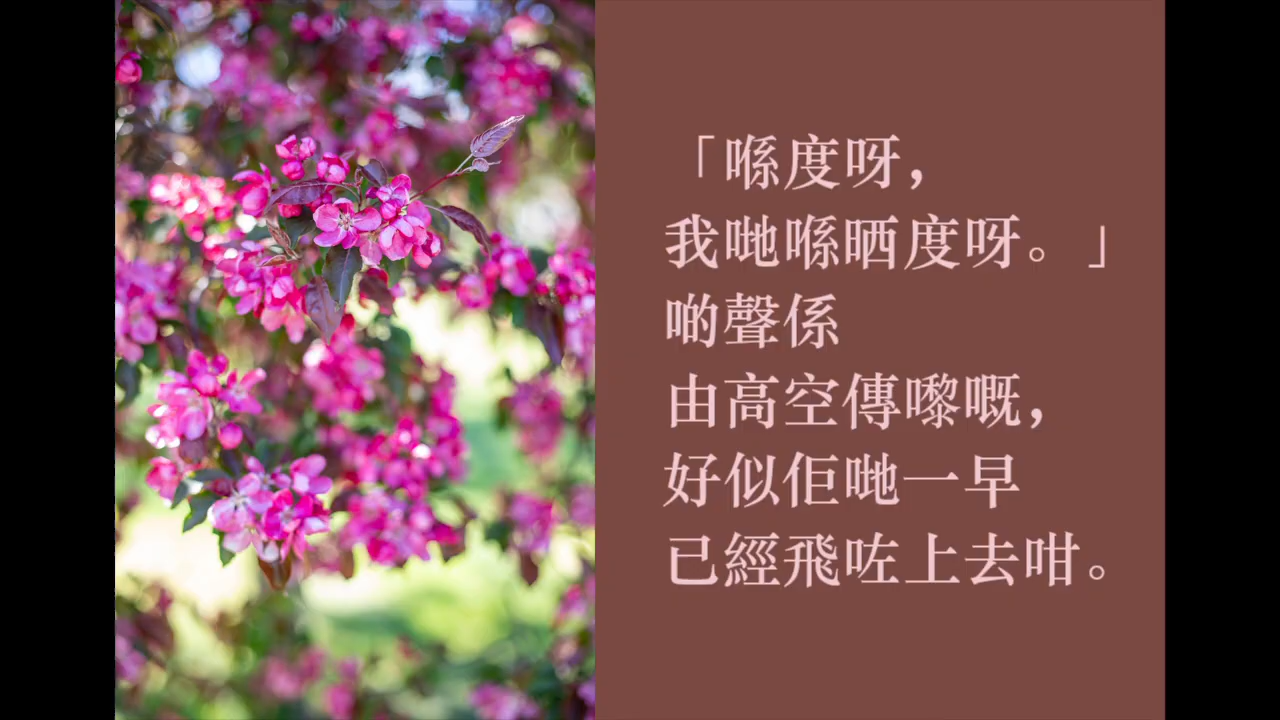 「喺度呀，
我哋喺晒度呀。」
啲聲係
由高空傳嚟嘅，
好似佢哋一早
已經飛咗上去咁。